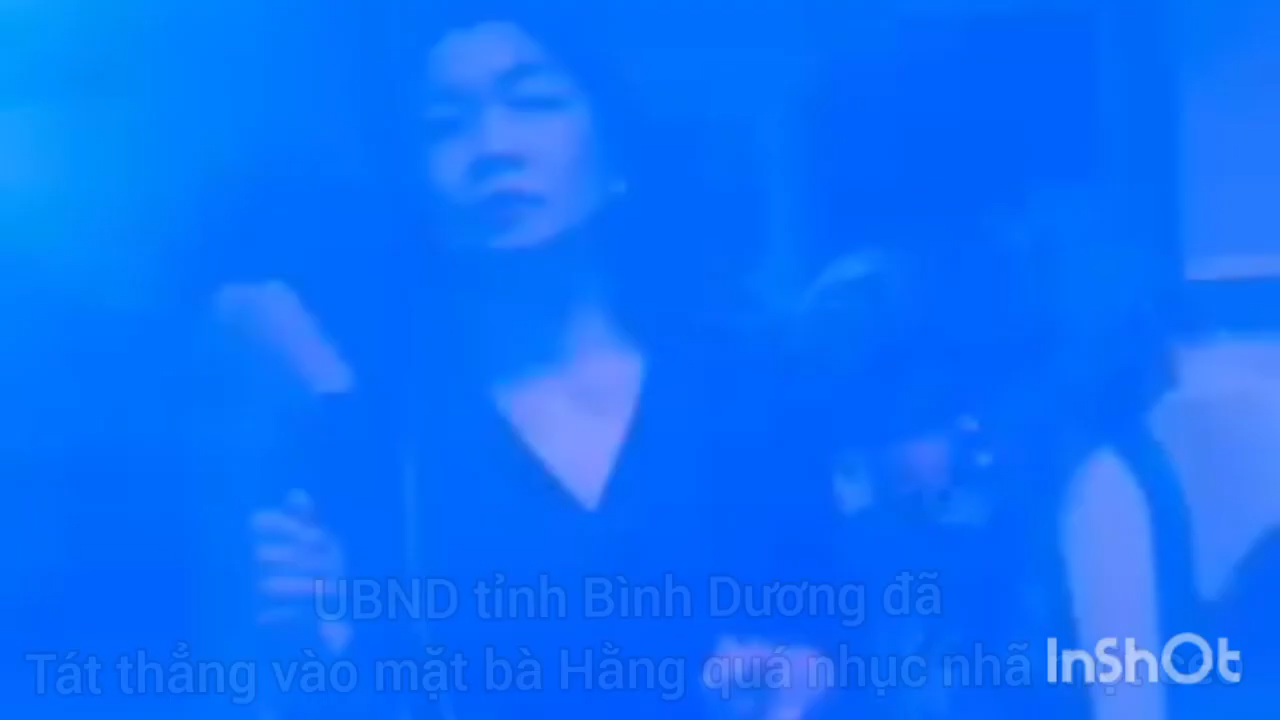 UBND tỉnh Bình Dương đã
Tát thẳng vào mặt bà Hằng quá nhục nhã
InShOt